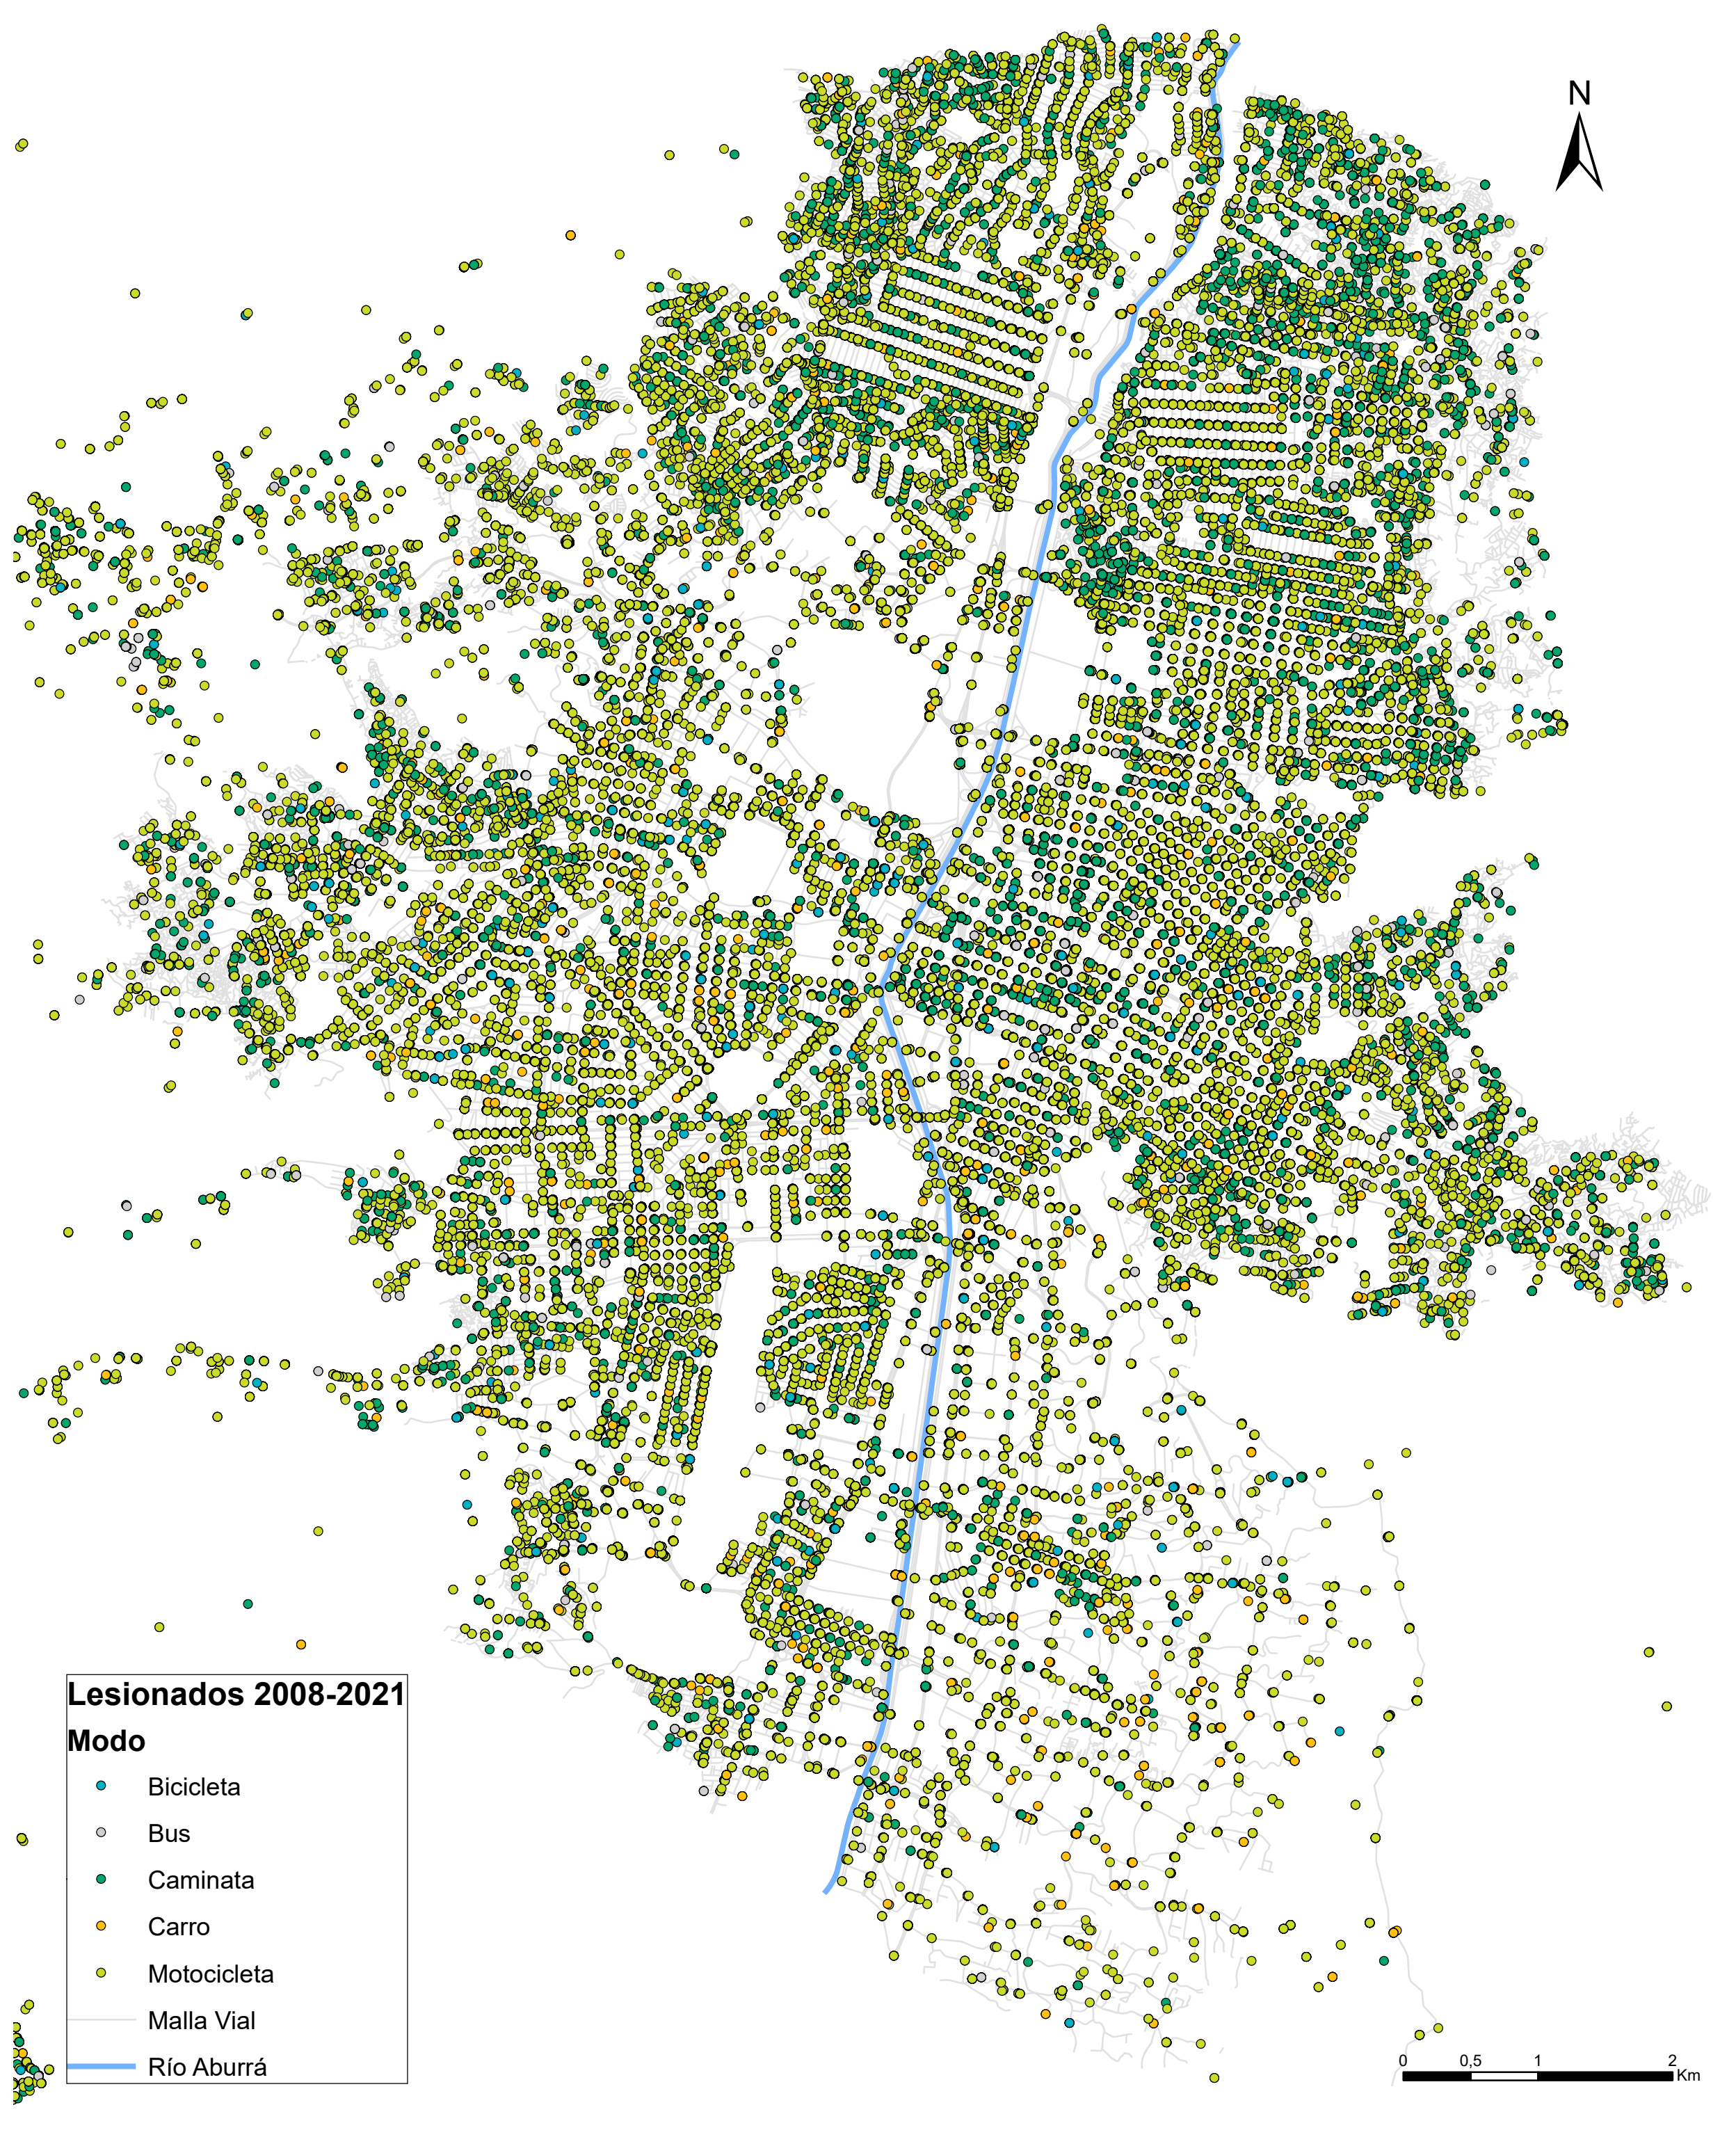 N
Lesionados 2008-2021
Modo
Bicicleta
Bus
Caminata
Carro
Motocicleta
Malla Vial
Río Aburrá
0 0,5 1 2
Km